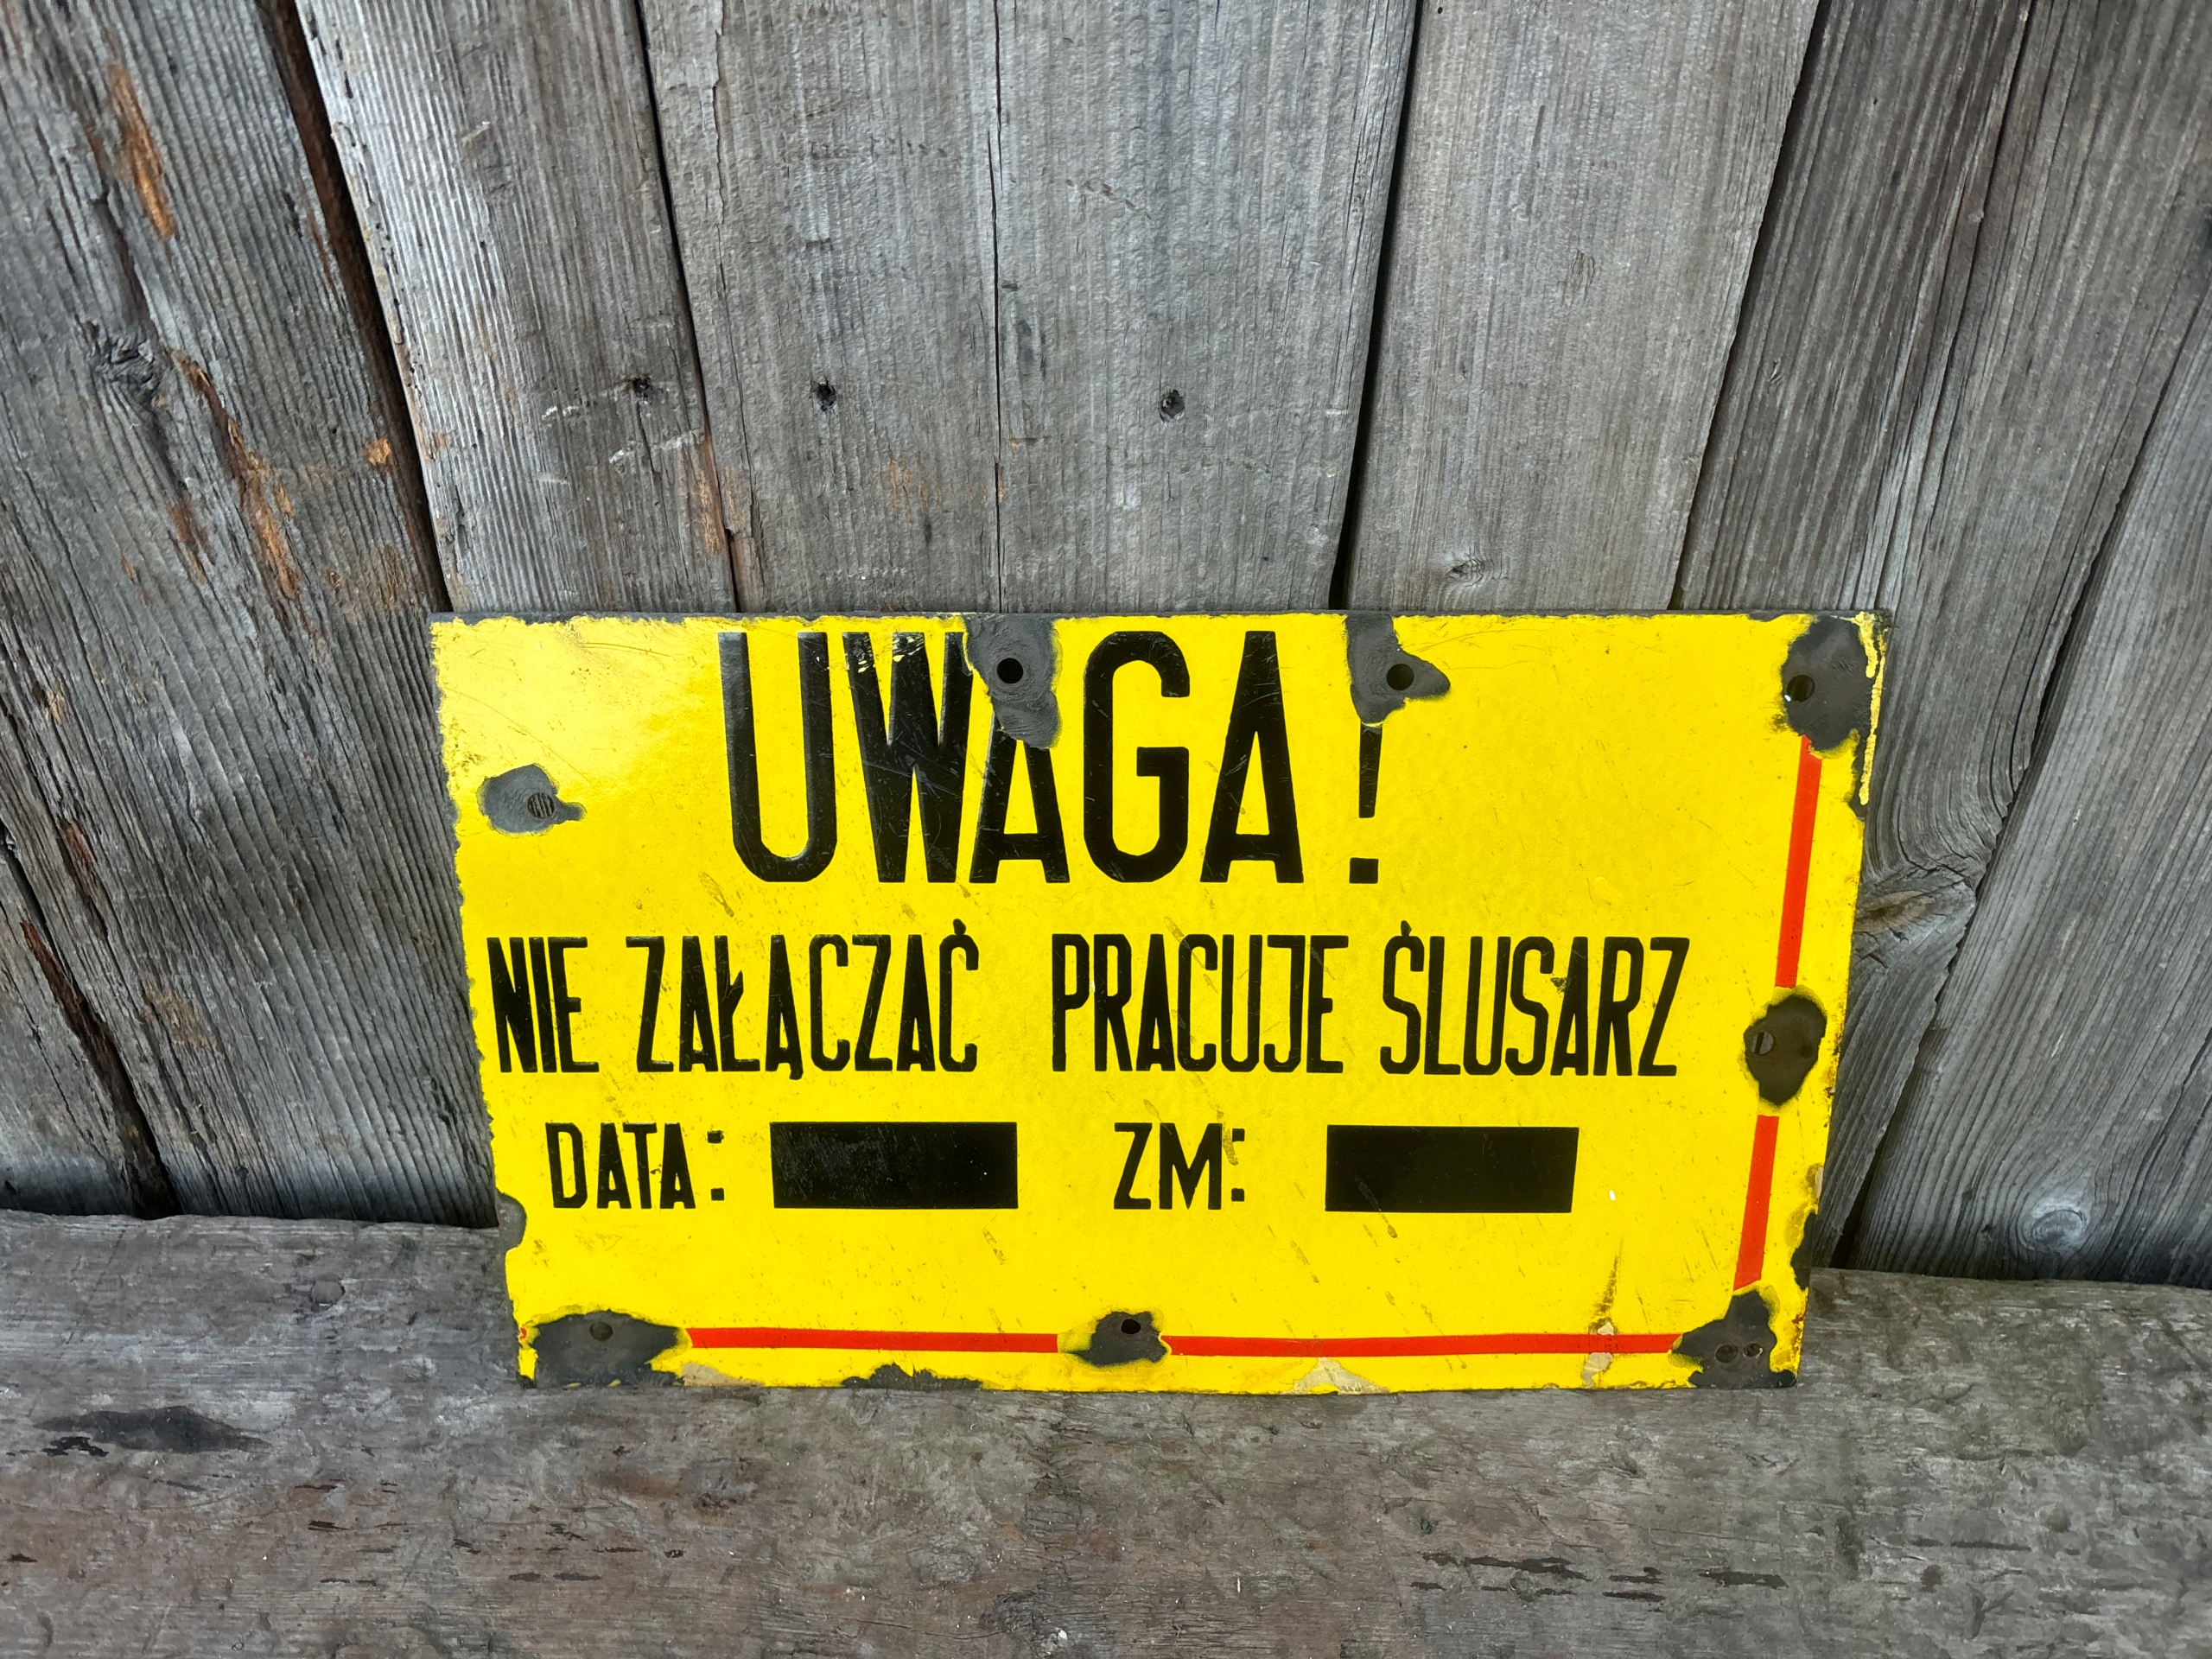 UWAGA!
NIE ZAŁĄCZAĆ PRACUJE ŚLUSARZ
DATA: ZM: